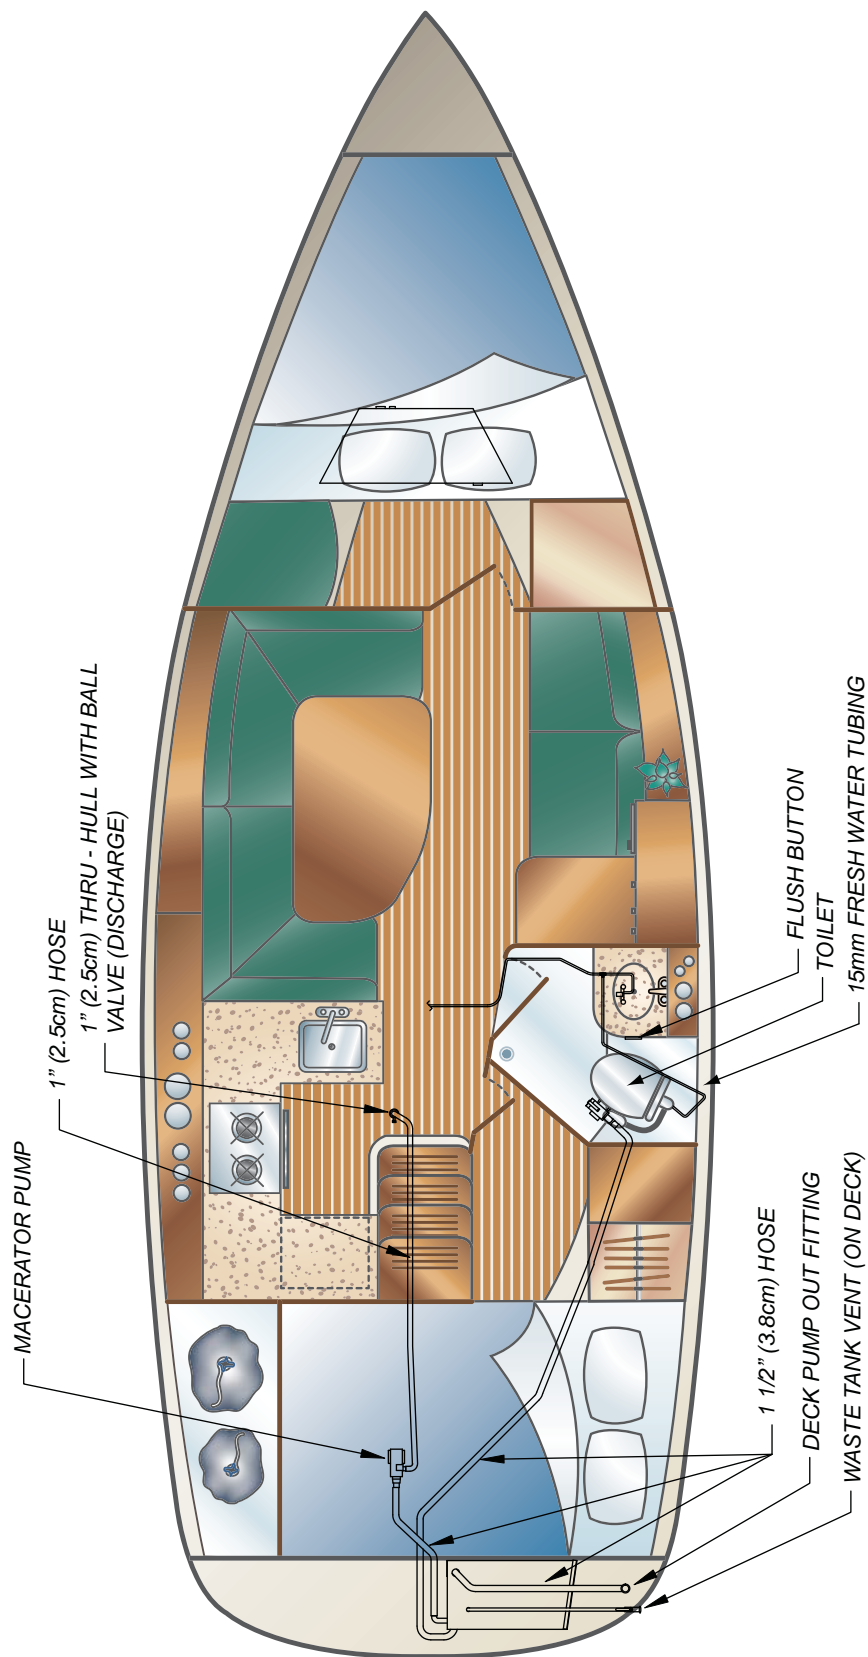 MACERATOR PUMP
1” (2.5cm) HOSE
1” (2.5cm) THRU - HULL WITH BALL
VALVE (DISCHARGE)
FLUSH BUTTON
TOILET
15mm FRESH WATER TUBING
1 1/2” (3.8cm) HOSE
DECK PUMP OUT FITTING
WASTE TANK VENT (ON DECK)